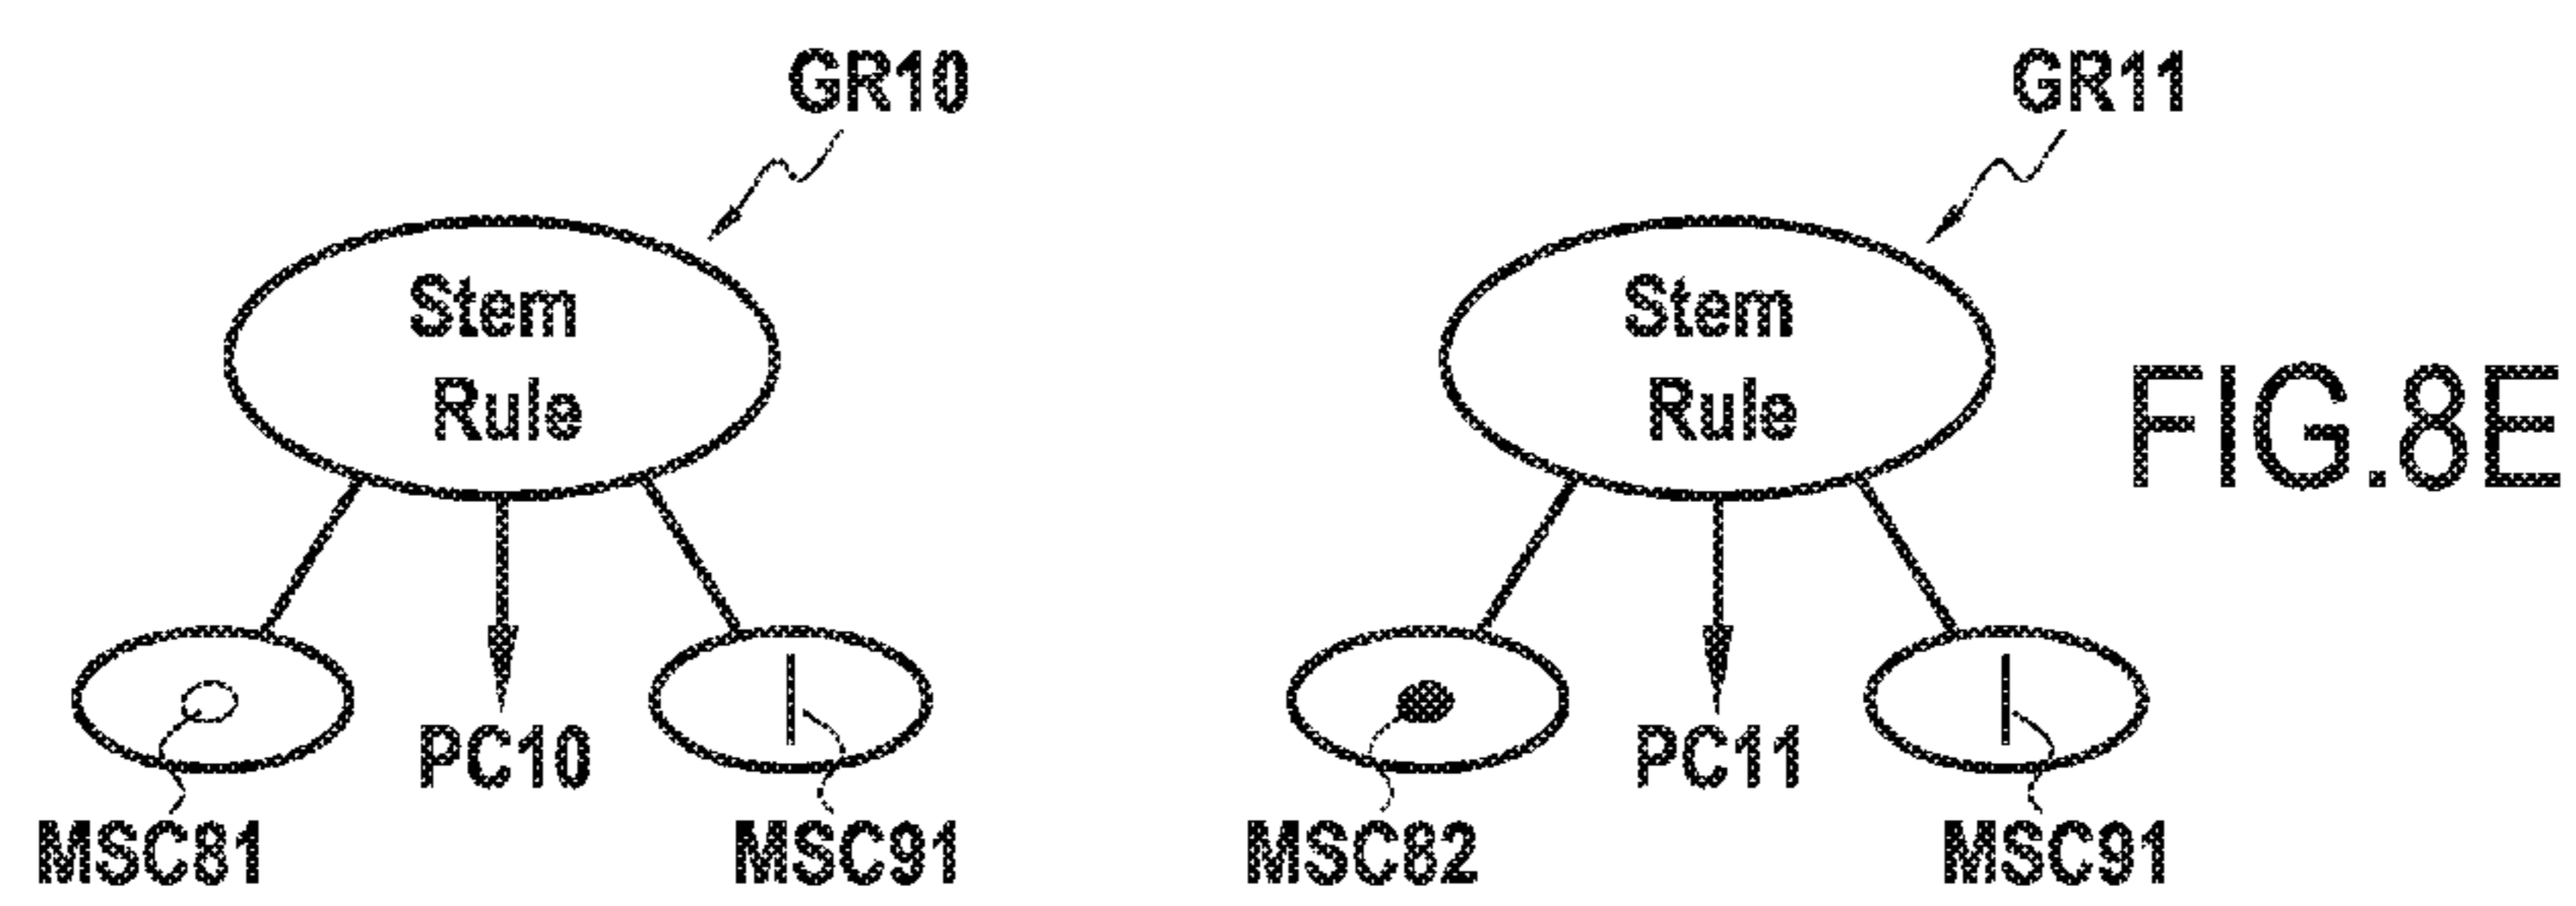 GR10
GR11
Stem
Rule
Stem
Rule
FIG.8E
PC10
PC11
MSC81
MSC91
MSC82
MSC91